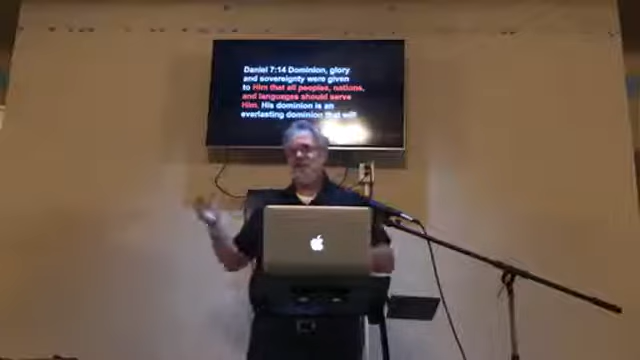 Daniel 7:14 Dominion, glory
and sovereignty were given
to Him that all peoples, nations,
and languages should serve
Him. His dominion is an
everlasting dominion that will